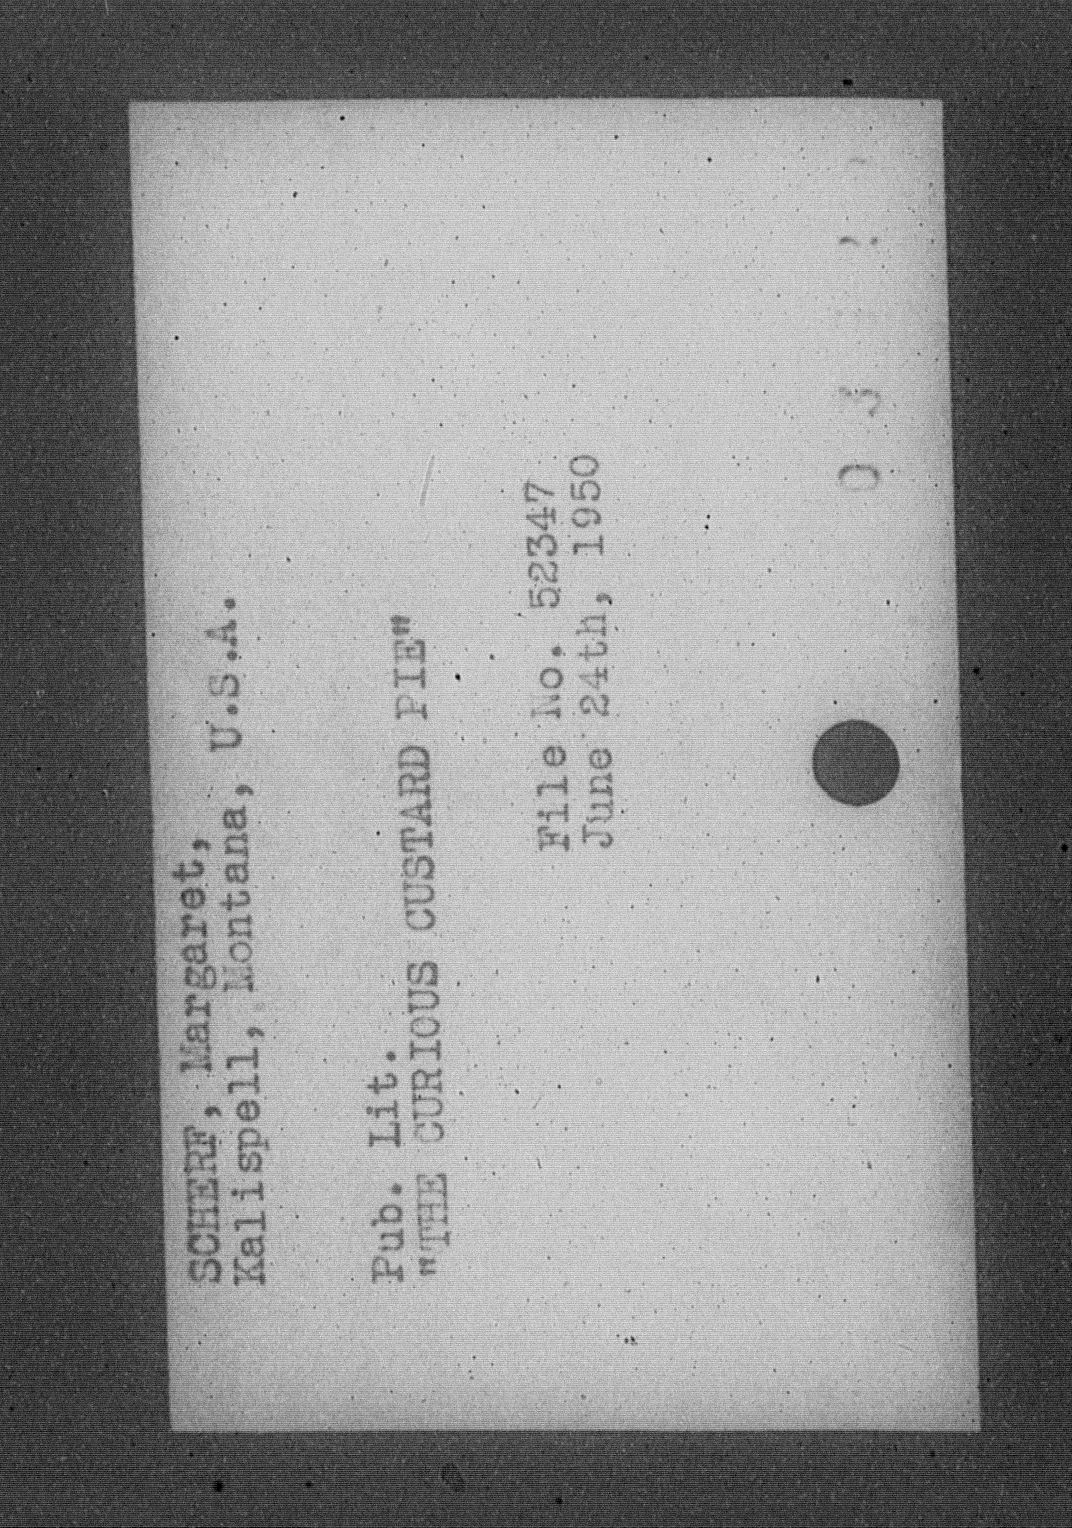 SCHERF, Margaret,
Kalispell, Montana, U.S.A.
Pub. Lit.
"THE CURIOUS CUSTARD PIE"
File No. 52347
June 24th, 1950